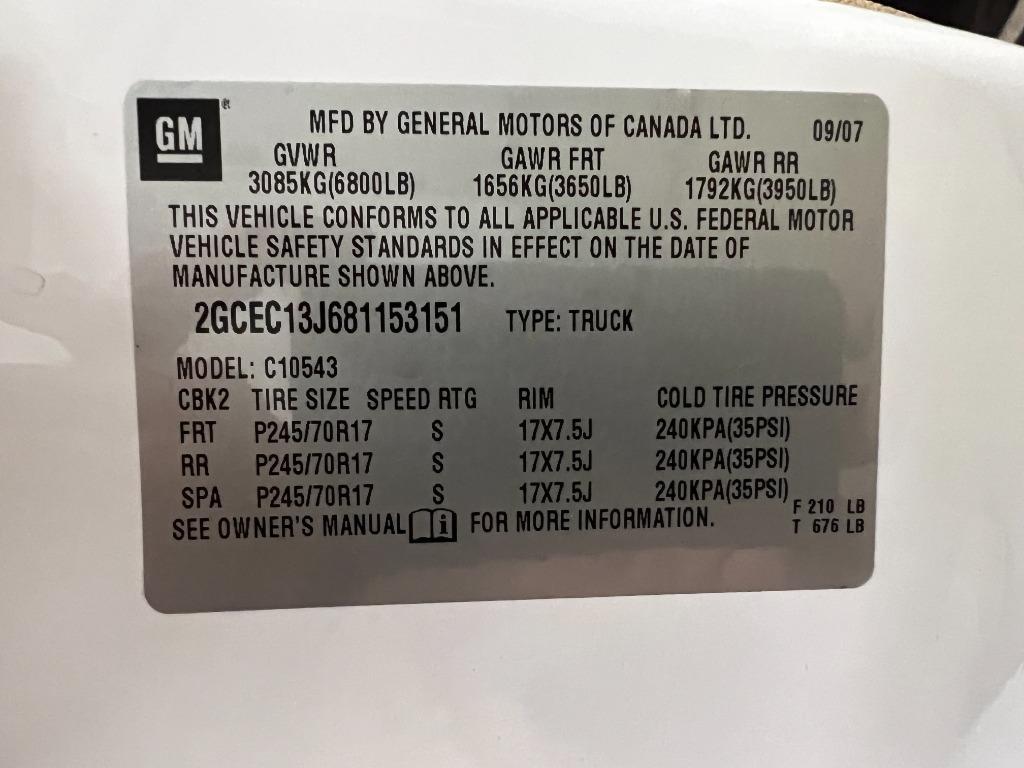 GM ®
MFD BY GENERAL MOTORS OF CANADA LTD. 09/07
GVWR GAWR FRT GAWR RR
3085KG(6800LB) 1656KG(3650LB) 1792KG(3950LB)
THIS VEHICLE CONFORMS TO ALL APPLICABLE U.S. FEDERAL MOTOR
VEHICLE SAFETY STANDARDS IN EFFECT ON THE DATE OF
MANUFACTURE SHOWN ABOVE.
2GCEC13J681153151 TYPE: TRUCK
MODEL: C10543
CBK2 TIRE SIZE SPEED RTG RIM COLD TIRE PRESSURE
FRT P245/70R17 S 17X7.5J 240KPA(35PSI)
RR P245/70R17 S 17X7.5J 240KPA(35PSI)
SPA P245/70R17 S 17X7.5J 240KPA(35PSI)
SEE OWNER'S MANUAL i FOR MORE INFORMATION.
F 210 LB
T 676 LB